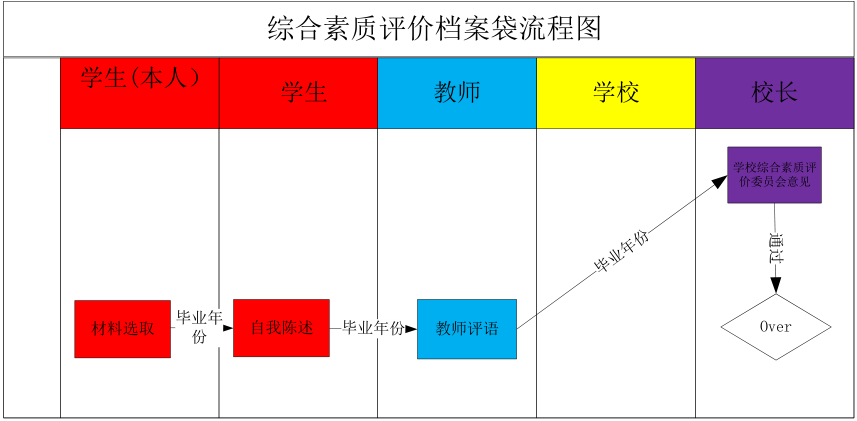 综合素质评价档案袋流程图
学生(本人）
学生
教师
学校
校长
学校综合素质评
价委员会意见
毕业年份
通过
材料选取
毕业年
份
自我陈述
毕业年份
教师评语
Over